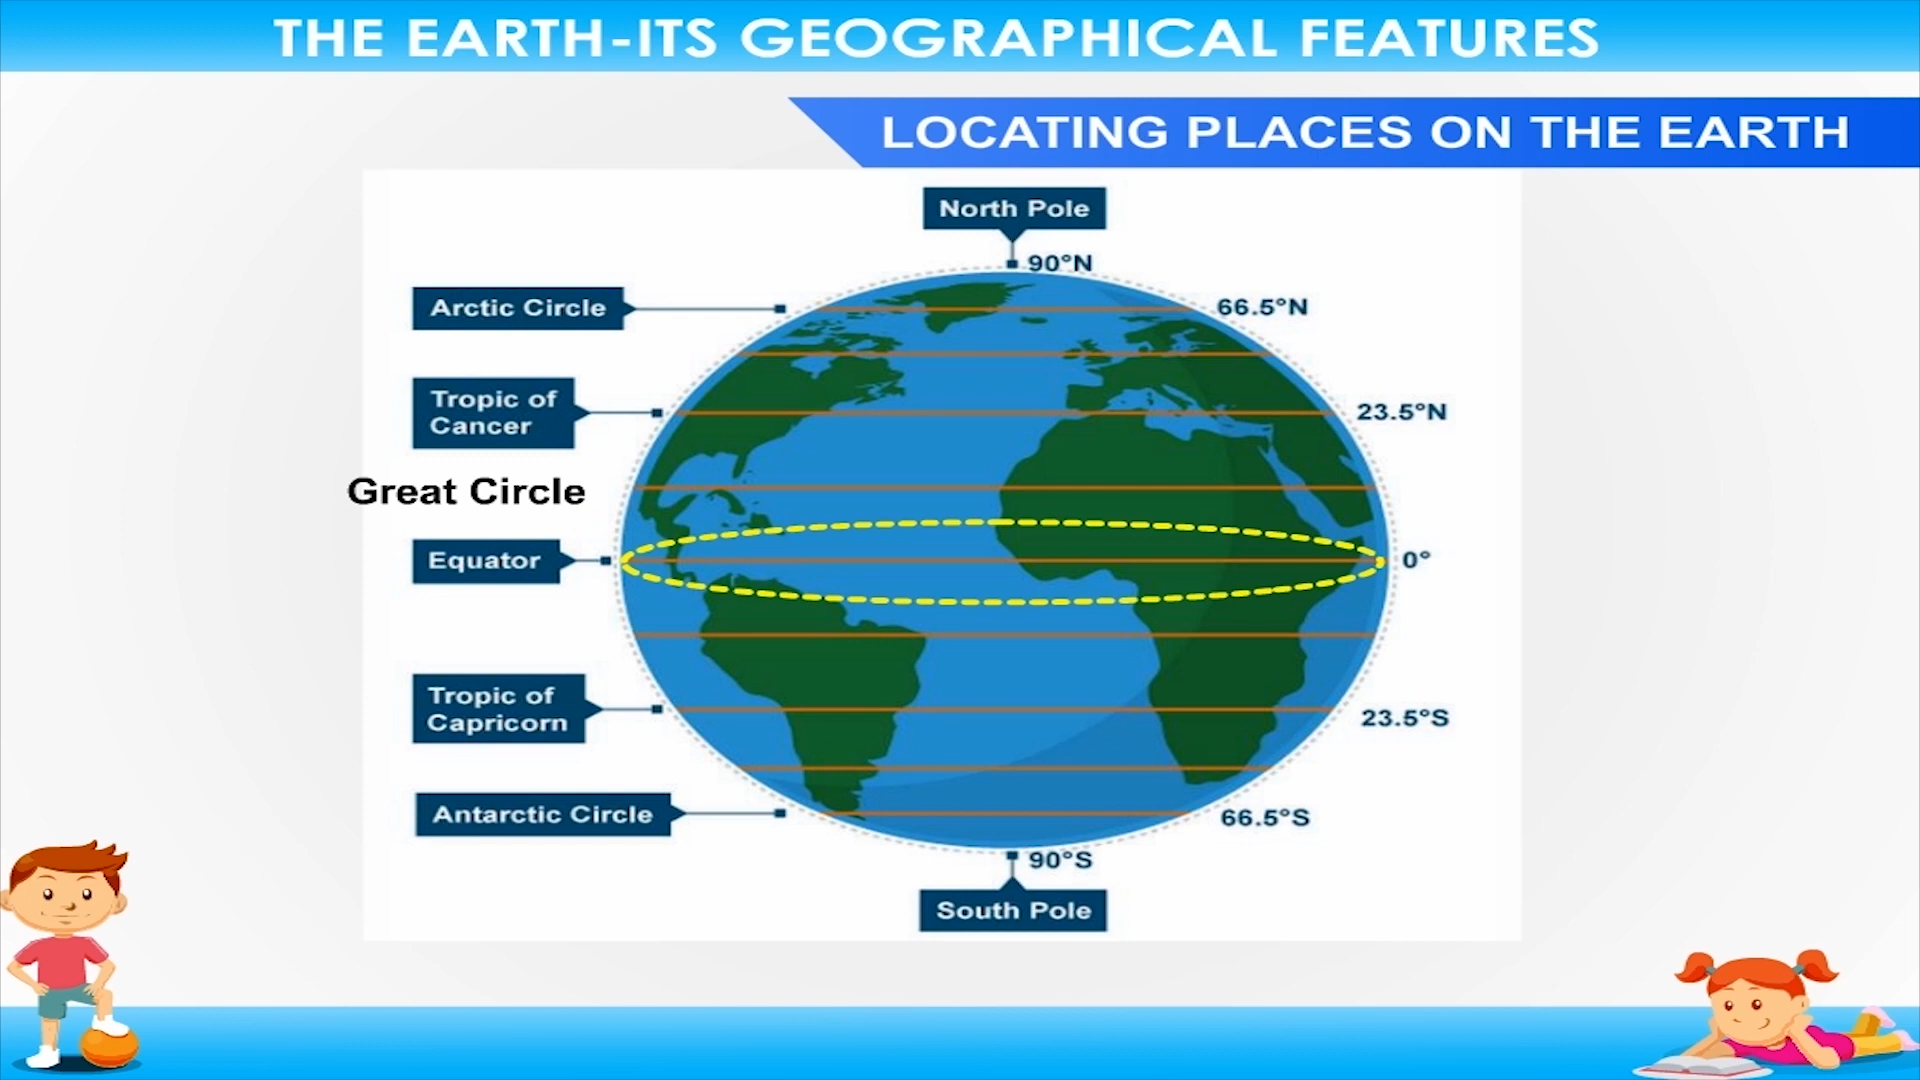 THE EARTH-ITS GEOGRAPHICAL FEATURES
LOCATING PLACES ON THE EARTH
North Pole
90°N
Arctic Circle
66.5°N
Tropic of
Cancer
23.5°N
Great Circle
Equator
0°
Tropic of
Capricorn
23.5°S
Antarctic Circle
66.5°S
90°S
South Pole